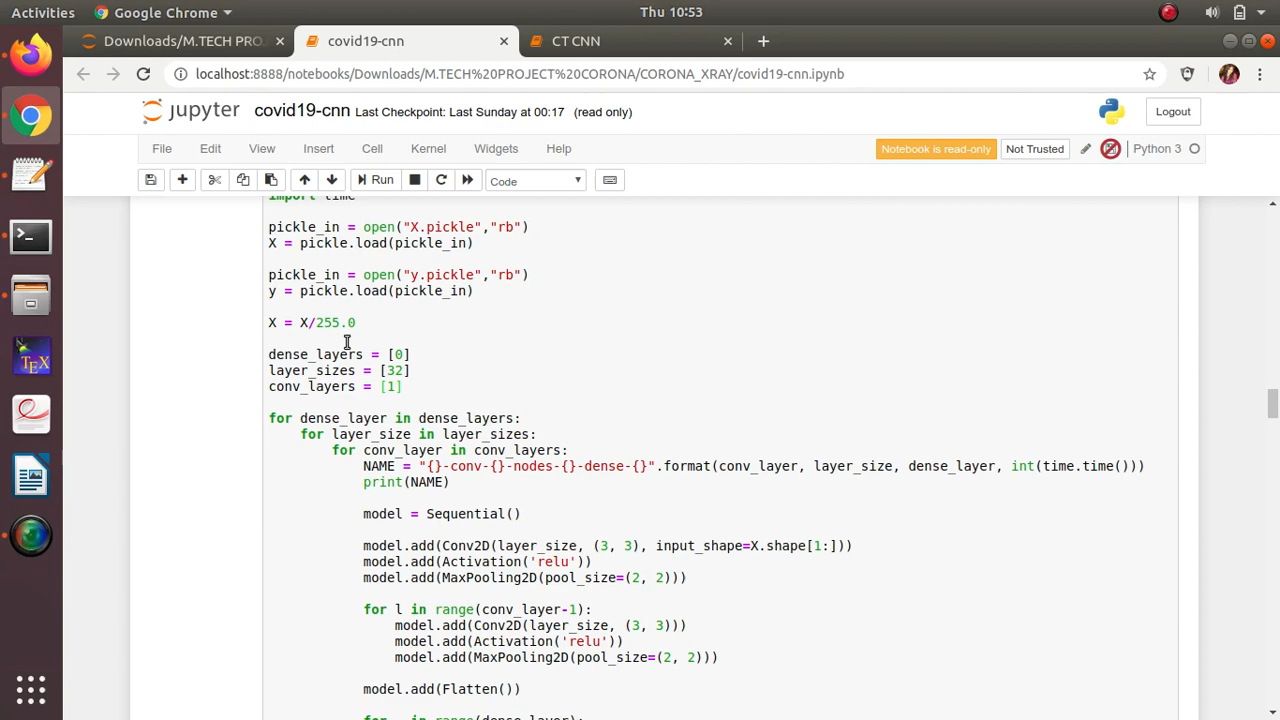 Activities Google Chrome Thu 10:53
Downloads/M.TECH PRO covid19-cnn CT CNN
localhost:8888/notebooks/Downloads/M.TECH%20PROJECT%20CORONA/CORONA_XRAY/covid19-cnn.ipynb
jupyter covid19-cnn Last Checkpoint: Last Sunday at 00:17 (read only) Logout
File Edit View Insert Cell Kernel Widgets Help Notebook is read-only Not Trusted Python 3
Run Code
import time
pickle_in = open("X.pickle","rb")
X = pickle.load(pickle_in)
pickle_in = open("y.pickle","rb")
y = pickle.load(pickle_in)
X = X/255.0
dense_layers = [0]
layer_sizes = [32]
conv_layers = [1]
for dense_layer in dense_layers:
for layer_size in layer_sizes:
for conv_layer in conv_layers:
NAME = "{}-conv-{}-nodes-{}-dense-{}".format(conv_layer, layer_size, dense_layer, int(time.time()))
print(NAME)
model = Sequential()
model.add(Conv2D(layer_size, (3, 3), input_shape=X.shape[1:]))
model.add(Activation('relu'))
model.add(MaxPooling2D(pool_size=(2, 2)))
for l in range(conv_layer-1):
model.add(Conv2D(layer_size, (3, 3)))
model.add(Activation('relu'))
model.add(MaxPooling2D(pool_size=(2, 2)))
model.add(Flatten())
for _ in range(dense_layer):